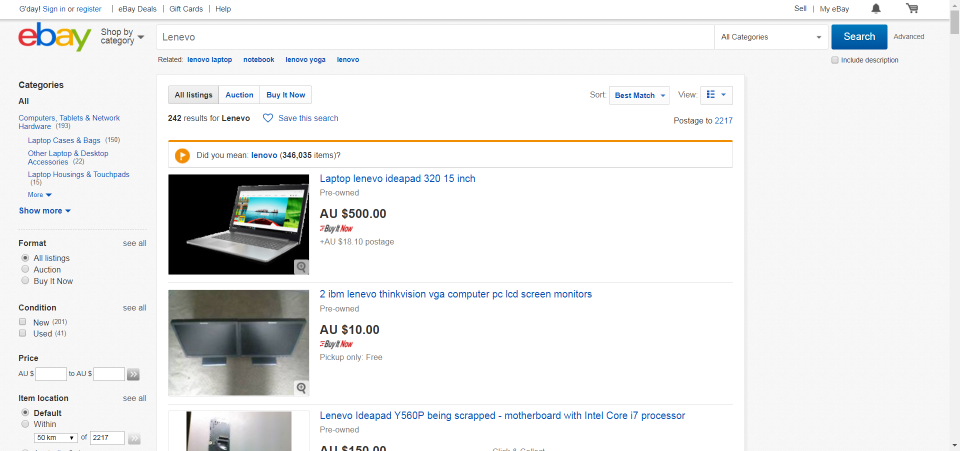 G'day! Sign in or register | eBay Deals | Gift Cards | Help
Sell | My eBay
ebay
Shop by category
Lenevo
All Categories
Search
Advanced
Related: lenovo laptop notebook lenovo yoga lenovo
Include description
Categories
All
Computers, Tablets & Network Hardware (193)
Laptop Cases & Bags (150)
Other Laptop & Desktop Accessories (22)
Laptop Housings & Touchpads (15)
More
Show more
Format see all
All listings
Auction
Buy It Now
Condition see all
New (201)
Used (41)
Price
AU $ to AU $
Item location see all
Default
Within
50 km of 2217
All listings Auction Buy It Now
Sort: Best Match View:
242 results for Lenevo Save this search
Postage to 2217
Did you mean: lenovo (346,035 items)?
Laptop lenevo ideapad 320 15 inch
Pre-owned
AU $500.00
Buy It Now
+AU $18.10 postage
2 ibm lenevo thinkvision vga computer pc lcd screen monitors
Pre-owned
AU $10.00
Buy It Now
Pickup only: Free
Lenevo Ideapad Y560P being scrapped - motherboard with Intel Core i7 processor
Pre-owned
AU $150.00
Click & Collect